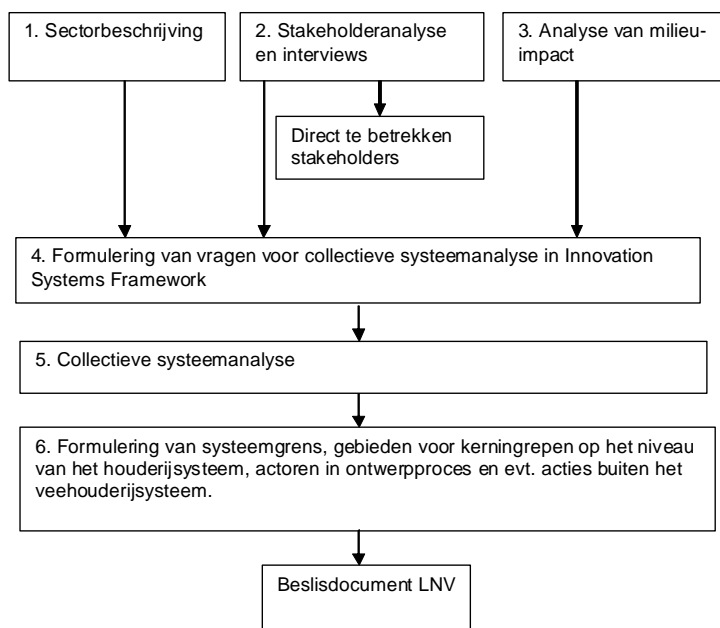 1. Sectorbeschrijving
2. Stakeholderanalyse
en interviews
3. Analyse van milieu-
impact
Direct te betrekken
stakeholders
4. Formulering van vragen voor collectieve systeemanalyse in Innovation
Systems Framework
5. Collectieve systeemanalyse
6. Formulering van systeemgrens, gebieden voor kerningrepen op het niveau
van het houderijsysteem, actoren in ontwerpproces en evt. acties buiten het
veehouderijsysteem.
Beslisdocument LNV